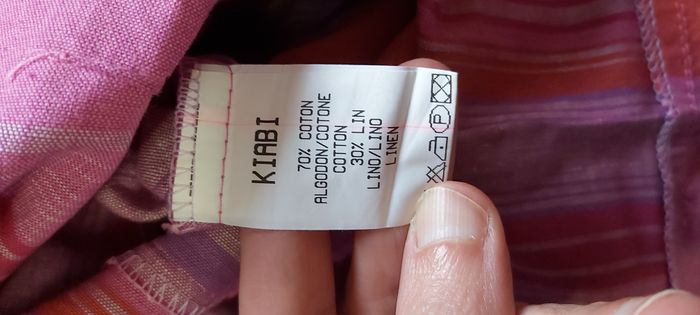 KIABI
70% COTON
ALGODON/COTONE
COTTON
30% LIN
LINO/LINO
LINEN
P